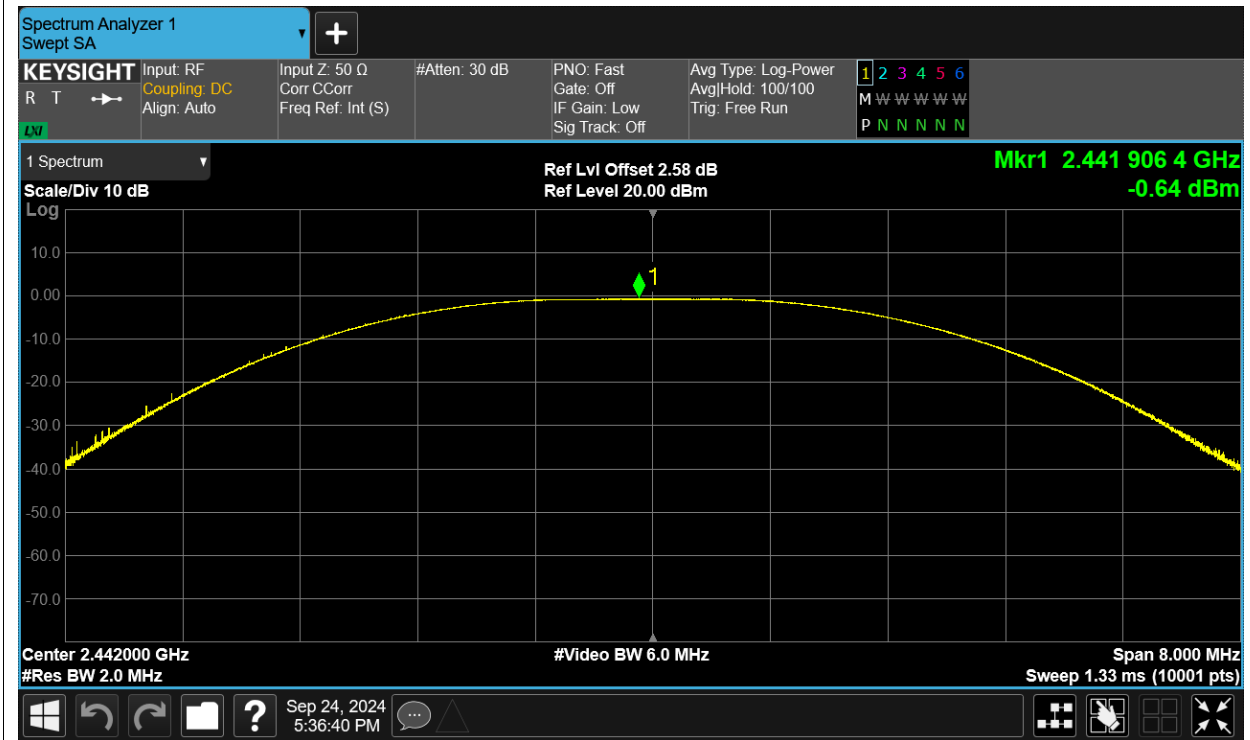 Spectrum Analyzer 1
Swept SA
KEYSIGHT
R T
LXI
Input: RF
Coupling: DC
Align: Auto
Input Z: 50 Ω
Corr CCorr
Freq Ref: Int (S)
#Atten: 30 dB
PNO: Fast
Gate: Off
IF Gain: Low
Sig Track: Off
Avg Type: Log-Power
Avg|Hold: 100/100
Trig: Free Run
1 2 3 4 5 6
M W W W W W
P N N N N N
1 Spectrum
Scale/Div 10 dB
Log
Ref Lvl Offset 2.58 dB
Ref Level 20.00 dBm
Mkr1 2.441 906 4 GHz
-0.64 dBm
10.0
0.00
-10.0
-20.0
-30.0
-40.0
-50.0
-60.0
-70.0
1
Center 2.442000 GHz
#Res BW 2.0 MHz
#Video BW 6.0 MHz
Span 8.000 MHz
Sweep 1.33 ms (10001 pts)
?
Sep 24, 2024
5:36:40 PM